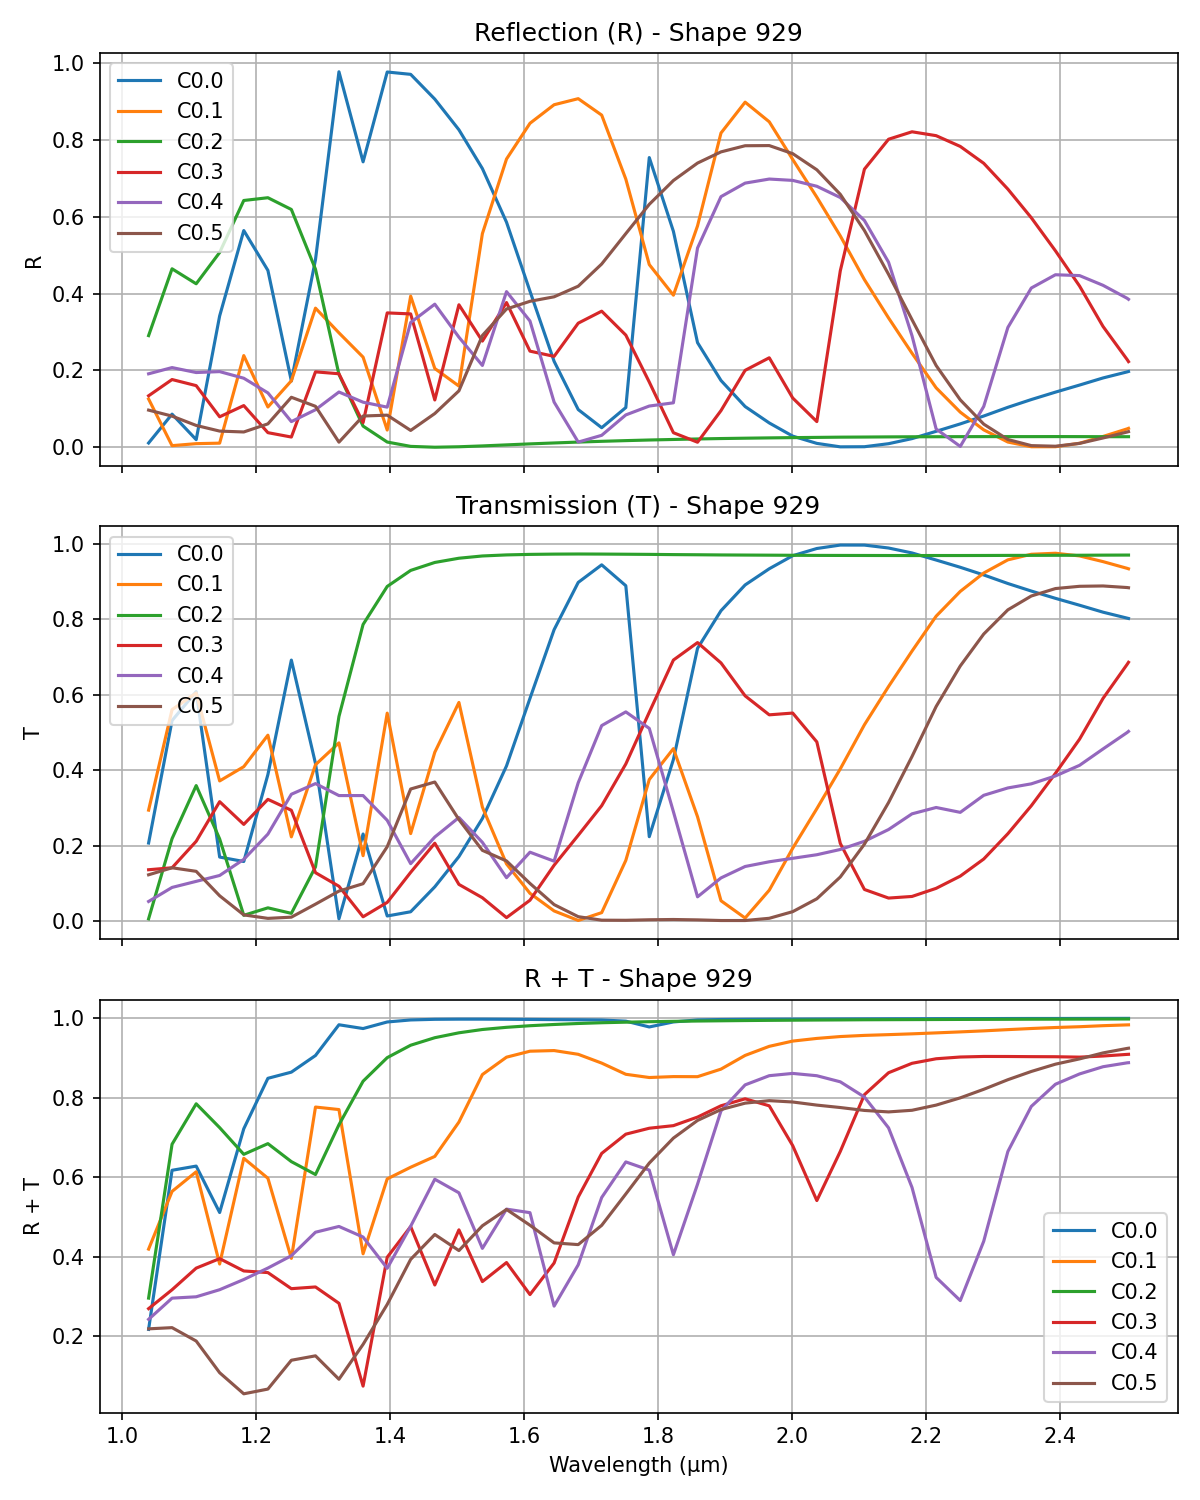 Reflection (R) - Shape 929
1.0
0.8
0.6
0.4
0.2
0.0
R
C0.0
C0.1
C0.2
C0.3
C0.4
C0.5
Transmission (T) - Shape 929
1.0
0.8
0.6
0.4
0.2
0.0
T
C0.0
C0.1
C0.2
C0.3
C0.4
C0.5
R + T - Shape 929
1.0
0.8
0.6
0.4
0.2
R + T
C0.0
C0.1
C0.2
C0.3
C0.4
C0.5
1.0 1.2 1.4 1.6 1.8 2.0 2.2 2.4
Wavelength (μm)